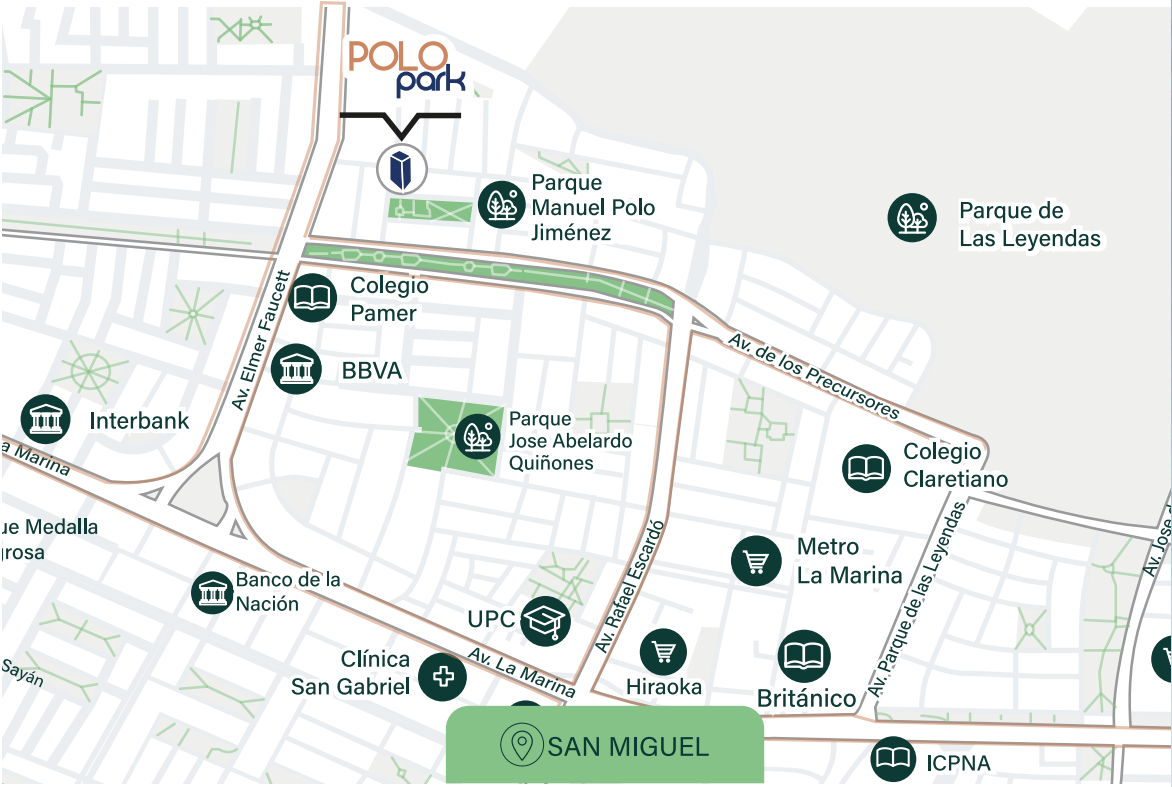 POLO
park
Parque
Manuel Polo
Jiménez
Parque de
Las Leyendas
Colegio
Pamer
Av. Elmer Faucett
BBVA
Av. de los Precursores
Interbank
Parque
Jose Abelardo
Quiñones
Colegio
Claretiano
a Marina
ue Medalla
grosa
Av. Rafael Escardó
Metro
La Marina
Av. Parque de las Leyendas
Av. Jose
Banco de la
Nación
UPC
Av. La Marina
Clínica
San Gabriel
Hiraoka
Británico
Sayán
SAN MIGUEL
ICPNA